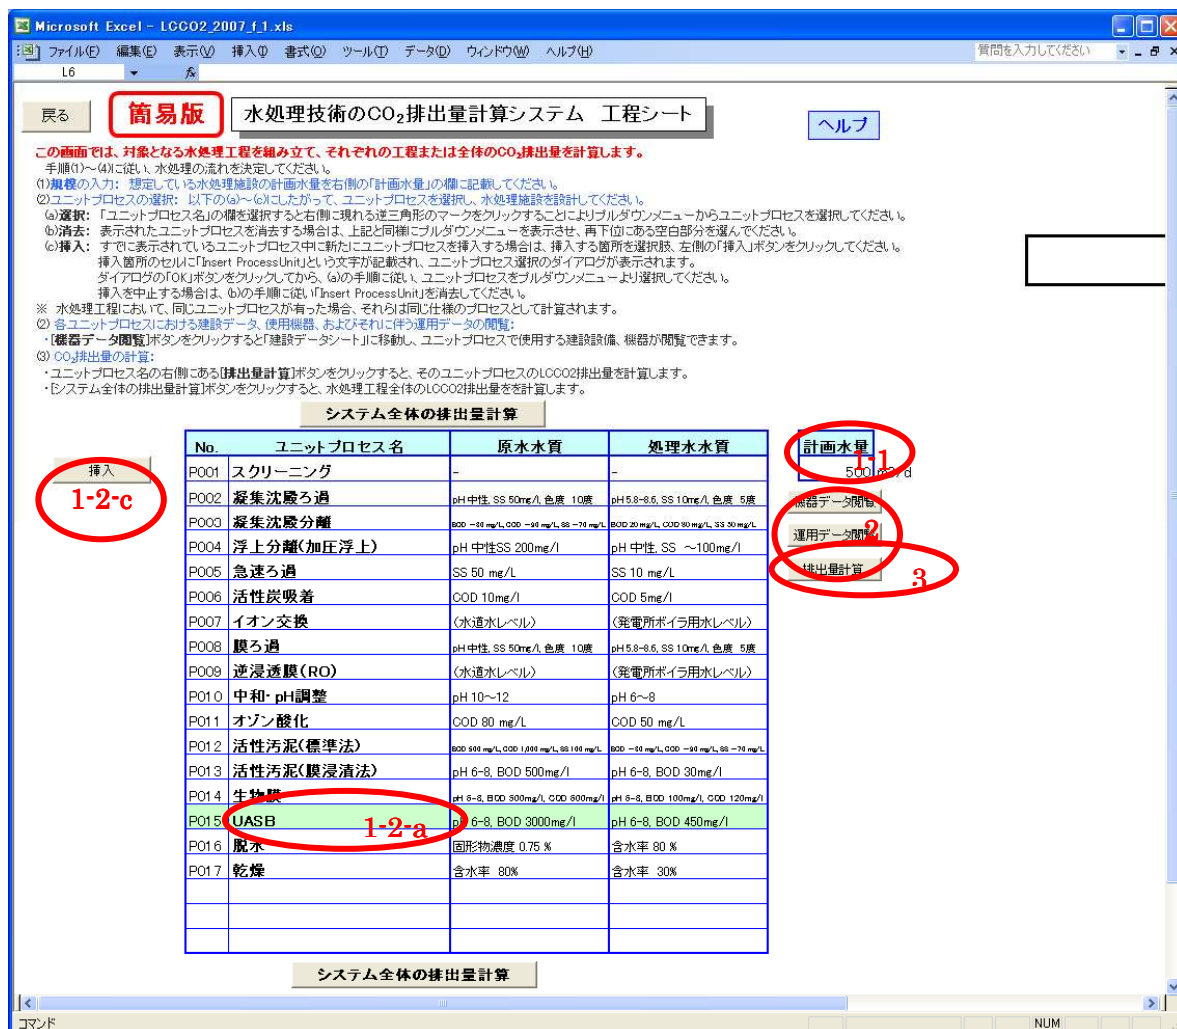 Microsoft Excel - LCCO2_2007_f_1.xls
ファイル(F) 編集(E) 表示(V) 挿入(I) 書式(O) ツール(T) データ(D) ウィンドウ(W) ヘルプ(H) 質問を入力してください
L6 fx
戻る 簡易版 水処理技術のCO2排出量計算システム 工程シート ヘルプ
この画面では、対象となる水処理工程を組み立て、それぞれの工程または全体のCO2排出量を計算します。
手順(1)～(4)に従い、水処理の流れを決定してください。
(1)規模の入力: 想定している水処理施設の計画水量を右側の「計画水量」の欄に記載してください。
(2)ユニットプロセスの選択: 以下の(a)～(c)にしたがって、ユニットプロセスを選択し、水処理施設を設計してください。
(a)選択: 「ユニットプロセス名」の欄を選択すると右側に現れる逆三角形のマークをクリックすることによりプルダウンメニューからユニットプロセスを選択してください。
(b)消去: 表示されたユニットプロセスを消去する場合は、上記と同様にプルダウンメニューを表示させ、再下位にある空白部分を選んでください。
(c)挿入: すでに表示されているユニットプロセス中に新たにユニットプロセスを挿入する場合は、挿入する箇所を選択肢、左側の「挿入」ボタンをクリックしてください。
挿入箇所のセルに「Insert ProcessUnit」という文字が記載され、ユニットプロセス選択のダイアログが表示されます。
ダイアログの「OK」ボタンをクリックしてから、(a)の手順に従い、ユニットプロセスをプルダウンメニューより選択してください。
挿入を中止する場合は、(b)の手順に従い「Insert ProcessUnit」を消去してください。
※ 水処理工程において、同じユニットプロセスが有った場合、それらは同じ仕様のプロセスとして計算されます。
(2) 各ユニットプロセスにおける建設データ、使用機器、およびそれに伴う運用データの閲覧:
・[機器データ閲覧]ボタンをクリックすると「建設データシート」に移動し、ユニットプロセスで使用する建設設備、機器が閲覧できます。
(3) CO2排出量の計算:
・ユニットプロセス名の右側にある[排出量計算]ボタンをクリックすると、そのユニットプロセスのLCCO2排出量を計算します。
・[システム全体の排出量計算]ボタンをクリックすると、水処理工程全体のLCCO2排出量をを計算します。
システム全体の排出量計算
No. ユニットプロセス名 原水水質 処理水水質 計画水量
1-1
挿入 P001 スクリーニング - - 500 m3/d
1-2-c
P002 凝集沈殿ろ過 pH中性, SS 50mg/l, 色度 10度 pH5.8-8.6, SS 10mg/l, 色度 5度 機器データ閲覧
P003 凝集沈殿分離 BOD -80 mg/L, COD -90 mg/L, SS -70 mg/L BOD 20 mg/L, COD 80 mg/L, SS 30 mg/L
2
P004 浮上分離(加圧浮上) pH 中性SS 200mg/l pH 中性, SS ～100mg/l 運用データ閲覧
P005 急速ろ過 SS 50 mg/L SS 10 mg/L 排出量計算
3
P006 活性炭吸着 COD 10mg/l COD 5mg/l
P007 イオン交換 (水道水レベル) (発電所ボイラ用水レベル)
P008 膜ろ過 pH中性, SS 50mg/l, 色度 10度 pH5.8-8.6, SS 10mg/l, 色度 5度
P009 逆浸透膜(RO) (水道水レベル) (発電所ボイラ用水レベル)
P010 中和・pH調整 pH 10～12 pH 6～8
P011 オゾン酸化 COD 80 mg/L COD 50 mg/L
P012 活性汚泥(標準法) BOD 500 mg/L, COD 1,000 mg/L, SS 100 mg/L BOD -80 mg/L, COD -90 mg/L, SS -70 mg/L
P013 活性汚泥(膜浸漬法) pH 6-8, BOD 500mg/l pH 6-8, BOD 30mg/l
P014 生物膜 pH 6-8, BOD 500mg/l, COD 600mg/l pH 6-8, BOD 100mg/l, COD 120mg/l
P015 UASB pH 6-8, BOD 3000mg/l pH 6-8, BOD 450mg/l
1-2-a
P016 脱水 固形物濃度 0.75 % 含水率 80 %
P017 乾燥 含水率 80% 含水率 30%
システム全体の排出量計算
コマンド NUM